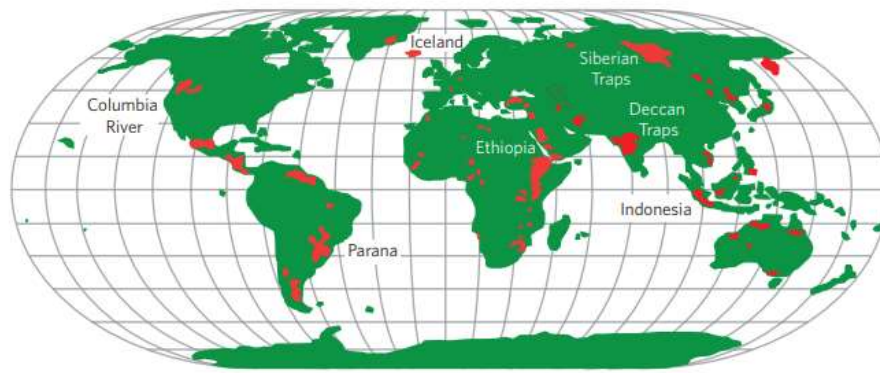 Iceland
Siberian
Traps
Columbia
River
Deccan
Traps
Ethiopia
Indonesia
Parana